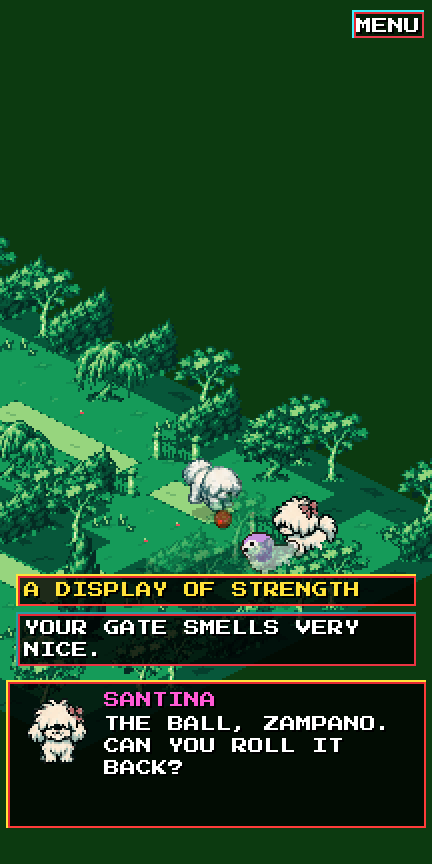 MENU
A DISPLAY OF STRENGTH
YOUR GATE SMELLS VERY
NICE.
SANTINA
THE BALL, ZAMPANO.
CAN YOU ROLL IT
BACK?